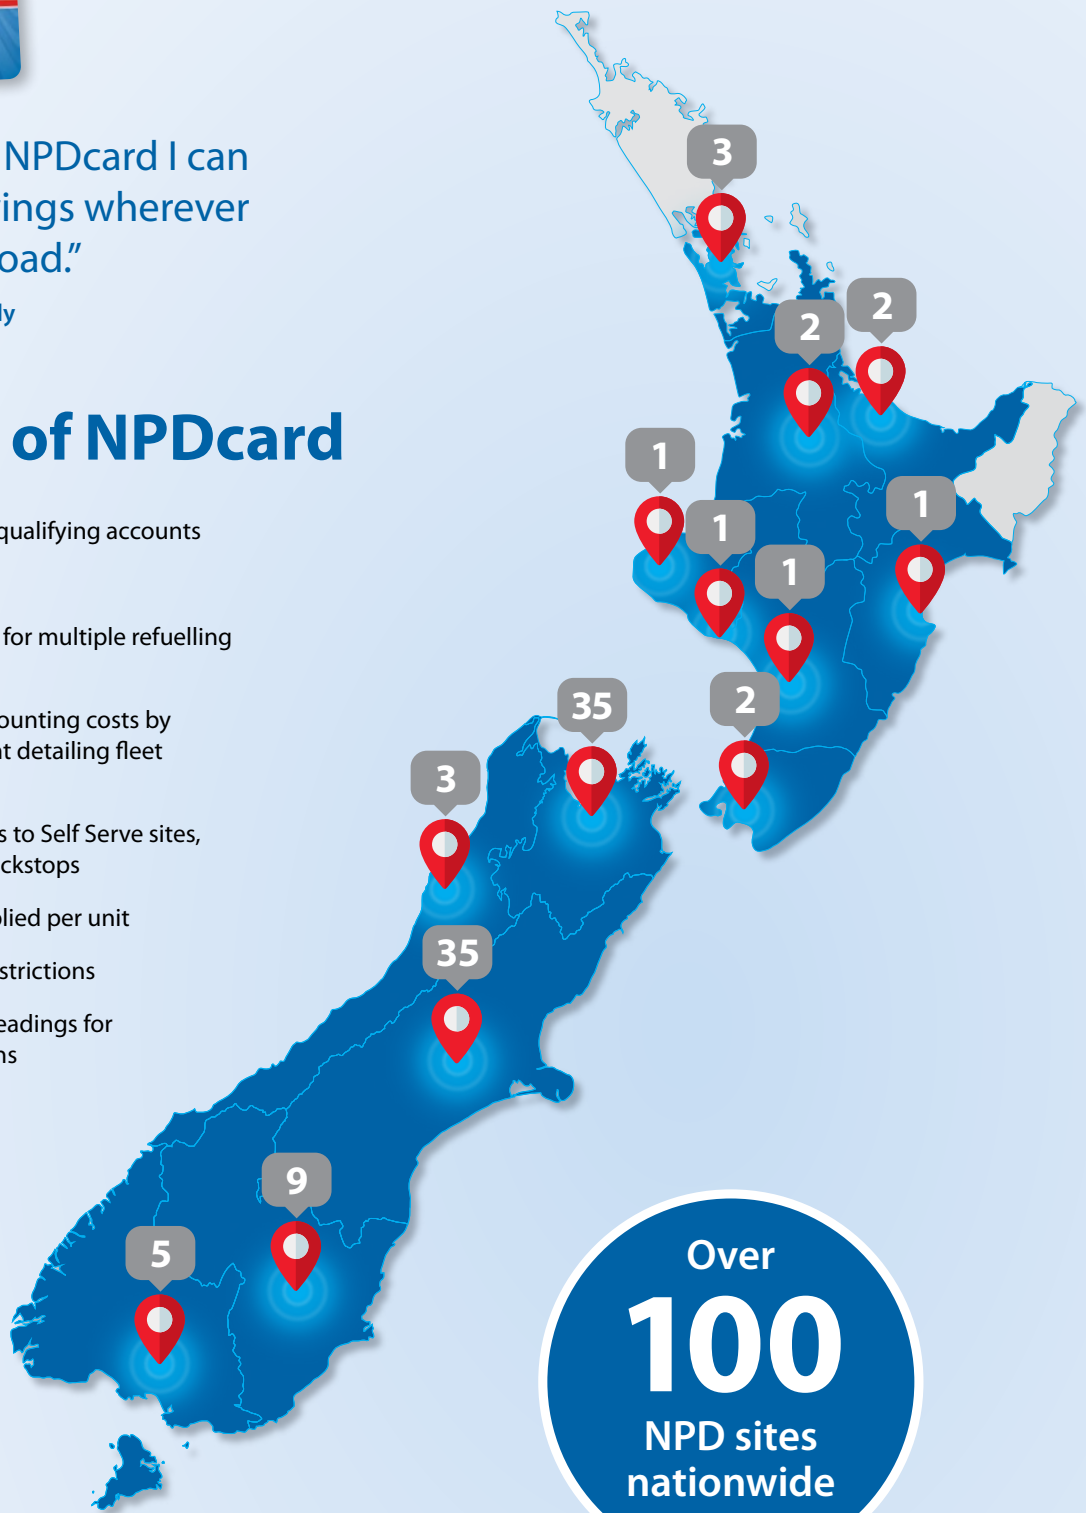 NPDcard I can
ings wherever
oad.”
ly
of NPDcard
qualifying accounts
for multiple refuelling
ounting costs by
nt detailing fleet
s to Self Serve sites,
ckstops
plied per unit
strictions
eadings for
ns
3
2
2
1
1
1
1
2
35
3
35
9
5
Over
100
NPD sites
nationwide